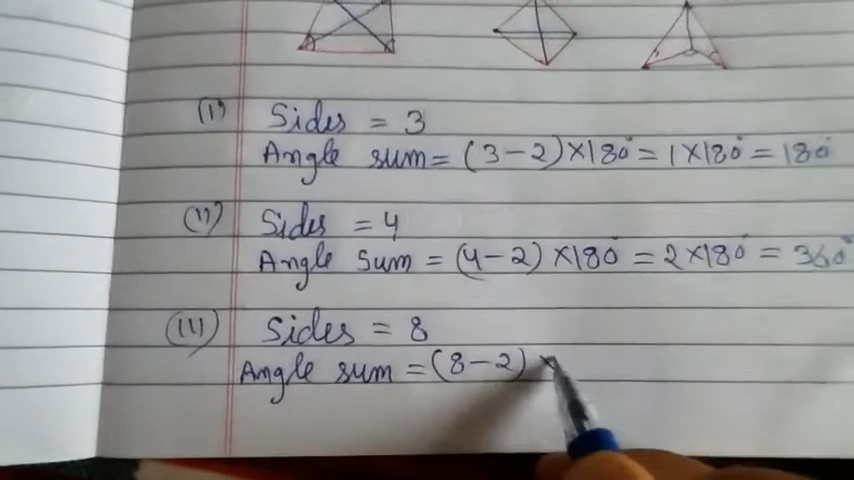 (I) Sides = 3
Angle sum = (3-2)×180° = 1×180° = 180°
(II) Sides = 4
Angle Sum = (4-2)×180° = 2×180° = 360°
(III) Sides = 8
Angle sum = (8-2) ×